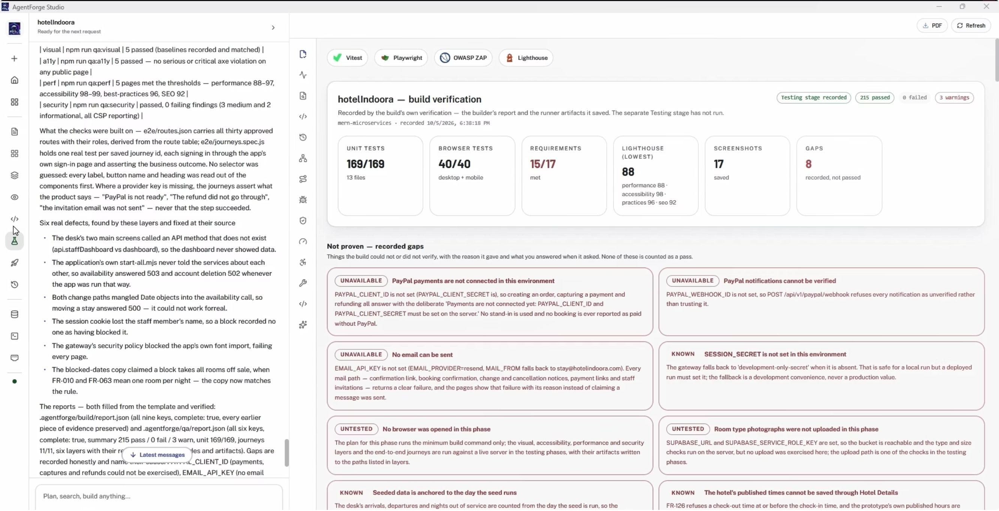 AgentForge Studio
hotelIndoora
Ready for the next request
| visual | npm run qa:visual | 5 passed (baselines recorded and matched) |
| a11y | npm run qa:a11y | 5 passed — no serious or critical axe violation on
any public page |
| perf | npm run qa:perf | 5 pages met the thresholds — performance 88–97,
accessibility 98–99, best-practices 96, SEO 92 |
| security | npm run qa:security | passed, 0 failing findings (3 medium and 2
informational, all CSP reporting) |
What the checks were built on — e2e/routes.json carries all thirty approved
routes with their roles, derived from the route table; e2e/journeys.spec.js
holds one real test per saved journey id, each signing in through the app's
own sign-in page and asserting the business outcome. No selector was
guessed: every label, button name and heading was read out of the
components first. Where a provider key is missing, the journeys assert what
the product says — "PayPal is not ready", "The refund did not go through",
"the invitation email was not sent" — never that the step succeeded.
Six real defects, found by these layers and fixed at their source
· The desk's two main screens called an API method that does not exist
(api.staffDashboard vs dashboard), so the dashboard never showed data.
· The application's own start-all.mjs never told the services about each
other, so availability answered 503 and account deletion 502 whenever
the app was run that way.
· Both change paths mangled Date objects into the availability call, so
moving a stay answered 500 — it could not work forreal.
· The session cookie lost the staff member's name, so a block recorded no
one as having blocked it.
· The gateway's security policy blocked the app's own font import, failing
every page.
· The blocked-dates copy claimed a block takes all rooms off sale, when
FR-010 and FR-063 mean one room per night — the copy now matches
the rule.
The reports — both filled from the template and verified:
.agentforge/build/report.json (all nine keys, complete: true, every earlier
piece of evidence preserved) and .agentforge/qa/report.json (all six keys,
complete: true, summary 215 pass / 0 fail / 3 warn, unit 169/169, journeys
11/11, six layers with their and artifacts). Gaps are
Latest messages
recorded honestly and name _CLIENT_ID (payments,
captures and refunds could not be exercised), EMAIL_API_KEY (no email
Plan, search, build anything...
PDF
Refresh
Vitest
Playwright
OWASP ZAP
Lighthouse
hotelIndoora — build verification
Testing stage recorded
215 passed
0 failed
3 warnings
Recorded by the build's own verification — the builder's report and the runner artifacts it saved. The separate Testing stage has not run.
mern-microservices · recorded 10/5/2026, 6:38:18 PM
UNIT TESTS
169/169
13 files
BROWSER TESTS
40/40
desktop + mobile
REQUIREMENTS
15/17
met
LIGHTHOUSE
(LOWEST)
88
performance 88 ·
accessibility 98 ·
practices 96 · seo 92
SCREENSHOTS
17
saved
GAPS
8
recorded, not passed
Not proven — recorded gaps
Things the build could not or did not verify, with the reason it gave and what you answered when it asked. None of these is counted as a pass.
UNAVAILABLE PayPal payments are not connected in this environment
PAYPAL_CLIENT_ID is not set (PAYPAL_CLIENT_SECRET is), so creating an order, capturing a payment and
refunding all answer with the deliberate 'Payments are not connected yet: PAYPAL_CLIENT_ID and
PAYPAL_CLIENT_SECRET must be set on the server.' No stand-in is used and no booking is ever reported as paid
without PayPal.
UNAVAILABLE PayPal notifications cannot be verified
PAYPAL_WEBHOOK_ID is not set, so POST /api/v1/paypal/webhook refuses every notification as unverified rather
than trusting it.
UNAVAILABLE No email can be sent
EMAIL_API_KEY is not set (EMAIL_PROVIDER=resend, MAIL_FROM falls back to stay@hotelindoora.com). Every
mail path — confirmation link, booking confirmation, change and cancellation notices, payment links and staff
invitations — returns a clear failure, and the pages show that failure with its reason instead of claiming a
message was sent.
KNOWN SESSION_SECRET is not set in this environment
The gateway falls back to 'development-only-secret' when it is absent. That is safe for a local run but a deployed
run must set it; the fallback is a development convenience, never a production value.
UNTESTED No browser was opened in this phase
The plan for this phase runs the minimum build command only; the visual, accessibility, performance and security
layers and the end-to-end journeys are run against a live server in the testing phases, with their artifacts written
to the paths listed in layers.
UNTESTED Room type photographs were not uploaded in this phase
SUPABASE_URL and SUPABASE_SERVICE_ROLE_KEY are set, so the bucket is reachable and the type and size
checks run on the server, but no upload was exercised here; the upload path is one of the checks in the testing
phases.
KNOWN Seeded data is anchored to the day the seed runs
The desk's arrivals, departures and nights out of service are counted from the day the seed is run, so the
KNOWN The hotel's published times cannot be saved through Hotel Details
FR-126 refuses a check-out time at or before the check-in time, and the prototype's own published hours are